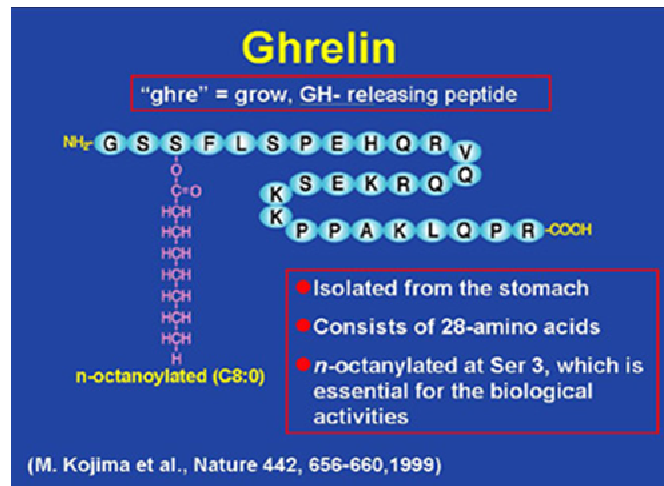 Ghrelin
“ghre” = grow, GH- releasing peptide
NH₂- G S S F L S P E H Q R V
O
C=O
HCH
HCH
HCH
HCH
HCH
HCH
HCH
H
K S E K R Q Q
K P P A K L Q P R -COOH
n-octanoylated (C8:0)
● Isolated from the stomach
● Consists of 28-amino acids
● n-octanylated at Ser 3, which is
essential for the biological
activities
(M. Kojima et al., Nature 442, 656-660,1999)